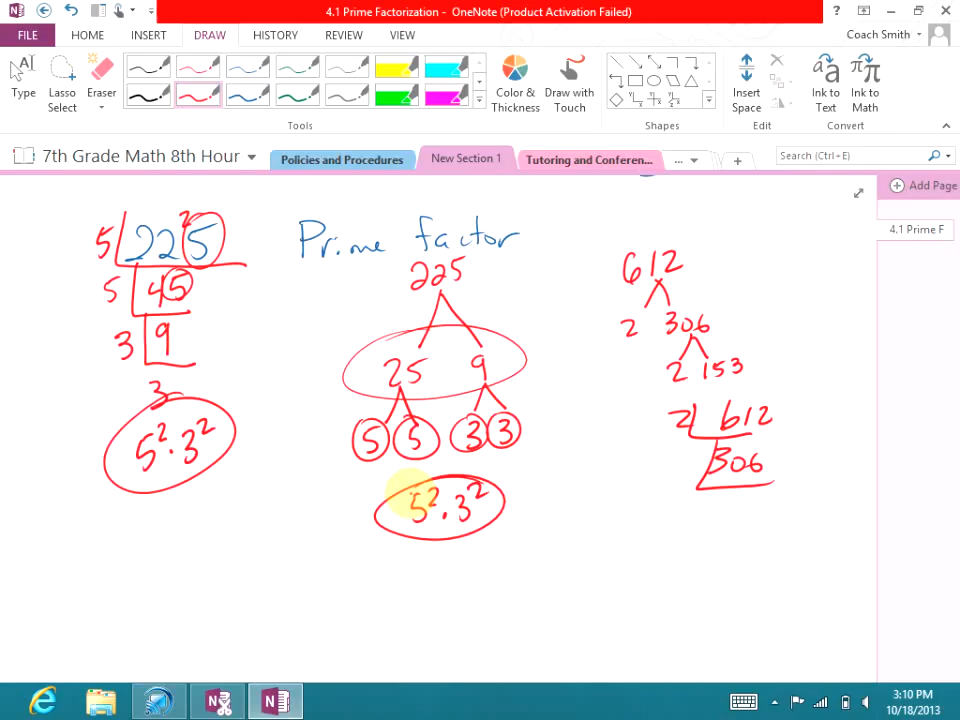 4.1 Prime Factorization - OneNote (Product Activation Failed)
?
FILE
HOME
INSERT
DRAW
HISTORY
REVIEW
VIEW
Coach Smith
Type
Lasso Select
Eraser
Color & Thickness
Draw with Touch
Insert Space
Ink to Text
Ink to Math
Tools
Shapes
Edit
Convert
7th Grade Math 8th Hour
Policies and Procedures
New Section 1
Tutoring and Conferen...
...
Search (Ctrl+E)
Add Page
4.1 Prime F
Prime factor
5 225 2
5 45
3 9
3
5² · 3²
225
25 9
5 5 3 3
5² · 3²
612
2 306
2 153
2 612
306
3:10 PM
10/18/2013